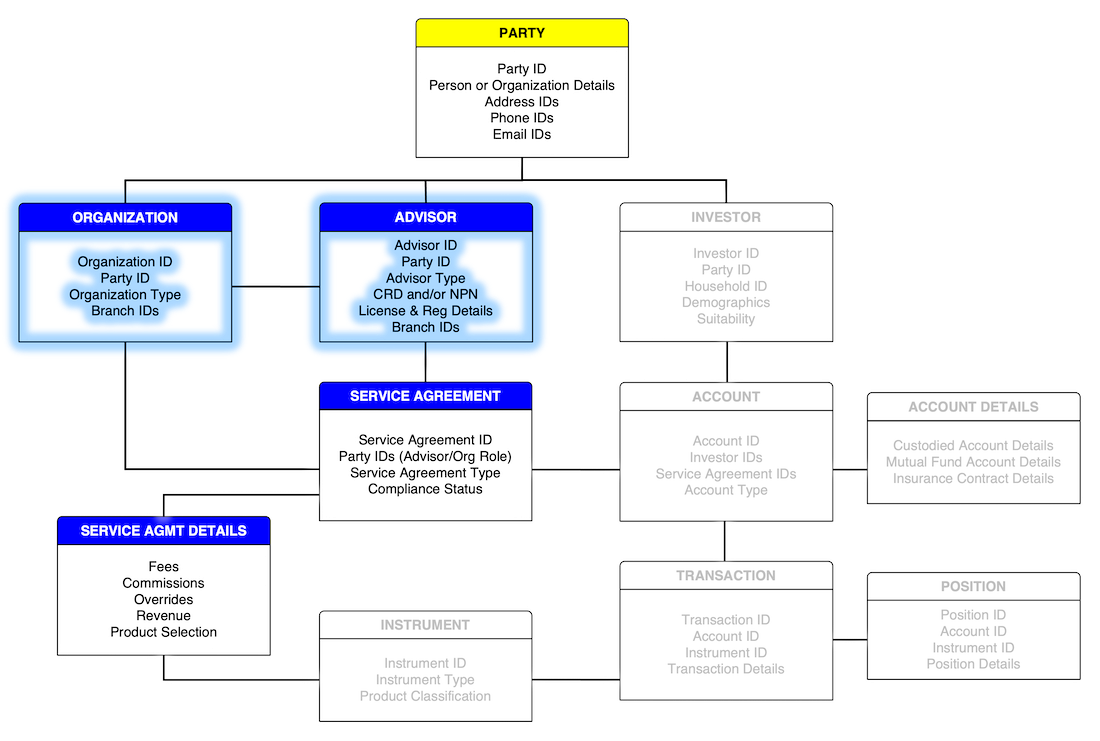 PARTY
Party ID
Person or Organization Details
Address IDs
Phone IDs
Email IDs
ORGANIZATION
Organization ID
Party ID
Organization Type
Branch IDs
ADVISOR
Advisor ID
Party ID
Advisor Type
CRD and/or NPN
License & Reg Details
Branch IDs
INVESTOR
Investor ID
Party ID
Household ID
Demographics
Suitability
SERVICE AGREEMENT
Service Agreement ID
Party IDs (Advisor/Org Role)
Service Agreement Type
Compliance Status
ACCOUNT
Account ID
Investor IDs
Service Agreement IDs
Account Type
ACCOUNT DETAILS
Custodied Account Details
Mutual Fund Account Details
Insurance Contract Details
SERVICE AGMT DETAILS
Fees
Commissions
Overrides
Revenue
Product Selection
INSTRUMENT
Instrument ID
Instrument Type
Product Classification
TRANSACTION
Transaction ID
Account ID
Instrument ID
Transaction Details
POSITION
Position ID
Account ID
Instrument ID
Position Details